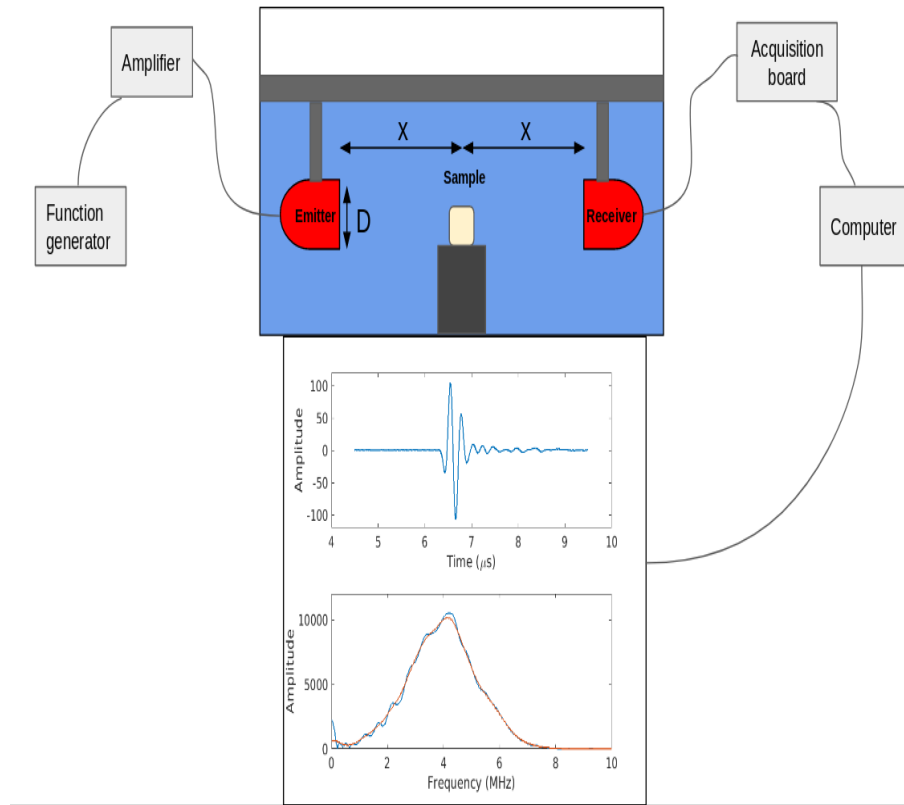 Amplifier
Acquisition
board
X
X
Sample
Function
generator
Emitter
D
Receiver
Computer
Amplitude
100
50
0
-50
-100
4 5 6 7 8 9 10
Time (μs)
Amplitude
10000
5000
0
0 2 4 6 8 10
Frequency (MHz)